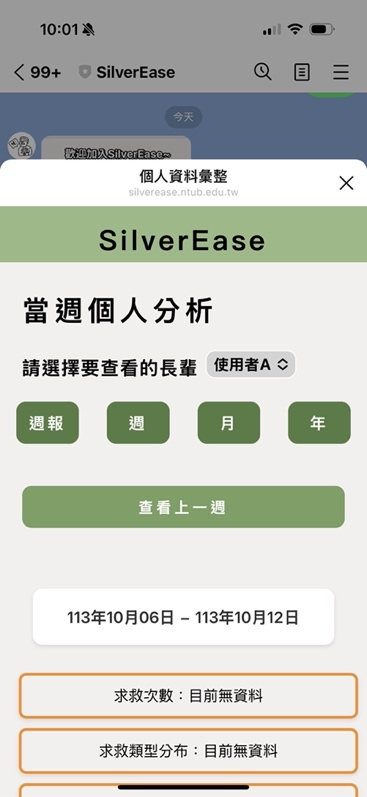 10:01
99+ SilverEase
今天
歡迎加入SilverEase~
個人資料彙整
silverease.ntub.edu.tw
SilverEase
當週個人分析
請選擇要查看的長輩 使用者A
週報 週 月 年
查看上一週
113年10月06日 – 113年10月12日
求救次數：目前無資料
求救類型分布：目前無資料